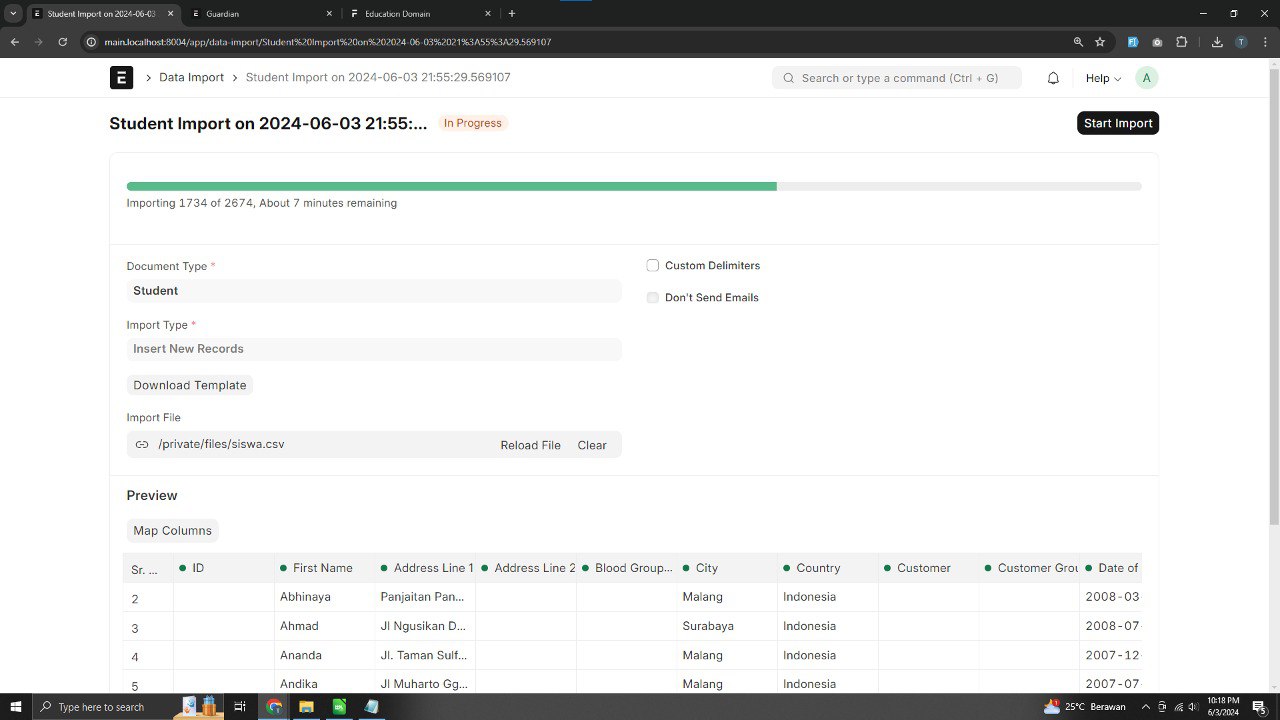 Student Import on 2024-06-03
Guardian
Education Domain
main.localhost:8004/app/data-import/Student%20Import%20on%202024-06-03%2021%3A55%3A29.569107
T
E
Data Import
Student Import on 2024-06-03 21:55:29.569107
Search or type a command (Ctrl + G)
Help
A
Student Import on 2024-06-03 21:55:...
In Progress
Start Import
Importing 1734 of 2674, About 7 minutes remaining
Document Type *
Student
Custom Delimiters
Don't Send Emails
Import Type *
Insert New Records
Download Template
Import File
/private/files/siswa.csv
Reload File
Clear
Preview
Map Columns
Sr. ... ID First Name Address Line 1 Address Line 2 Blood Group... City Country Customer Customer Grou Date of
2 Abhinaya Panjaitan Pan... Malang Indonesia 2008-03
3 Ahmad Jl Ngusikan D... Surabaya Indonesia 2008-07
4 Ananda Jl. Taman Sulf... Malang Indonesia 2007-12
5 Andika Jl Muharto Gg... Malang Indonesia 2007-07
Type here to search
25°C Berawan
10:18 PM
6/3/2024